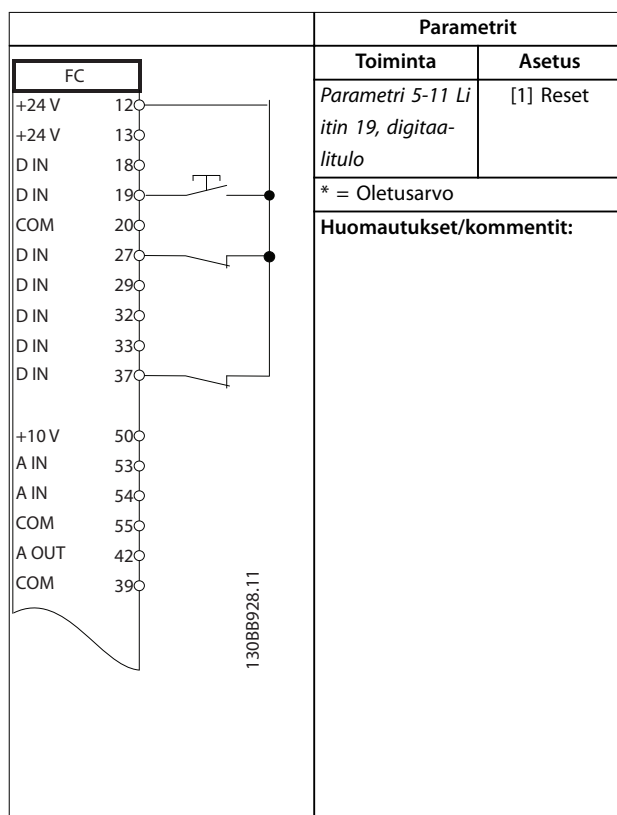 Parametrit
Toiminta Asetus
Parametri 5-11 Li
itin 19, digitaa-
litulo
[1] Reset
* = Oletusarvo
Huomautukset/kommentit:
FC
+24 V 12
+24 V 13
D IN 18
D IN 19
COM 20
D IN 27
D IN 29
D IN 32
D IN 33
D IN 37
+10 V 50
A IN 53
A IN 54
COM 55
A OUT 42
COM 39
130BB928.11